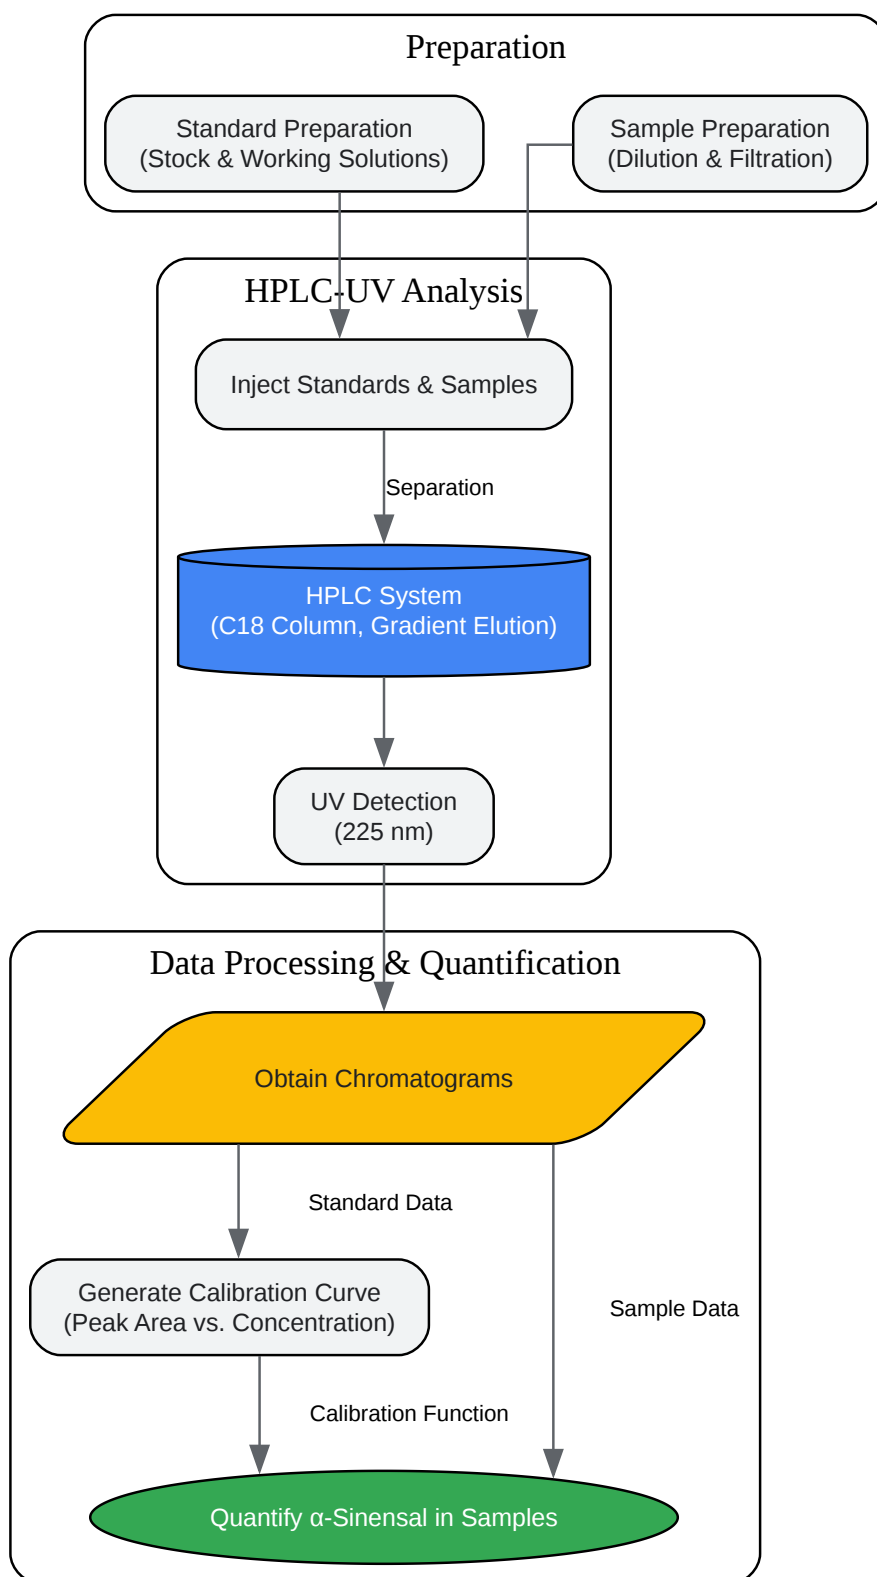 Preparation
Standard Preparation
(Stock & Working Solutions)
Sample Preparation
(Dilution & Filtration)
HPLC-UV Analysis
Inject Standards & Samples
Separation
HPLC System
(C18 Column, Gradient Elution)
UV Detection
(225 nm)
Data Processing & Quantification
Obtain Chromatograms
Standard Data
Generate Calibration Curve
(Peak Area vs. Concentration)
Sample Data
Calibration Function
Quantify α-Sinensal in Samples